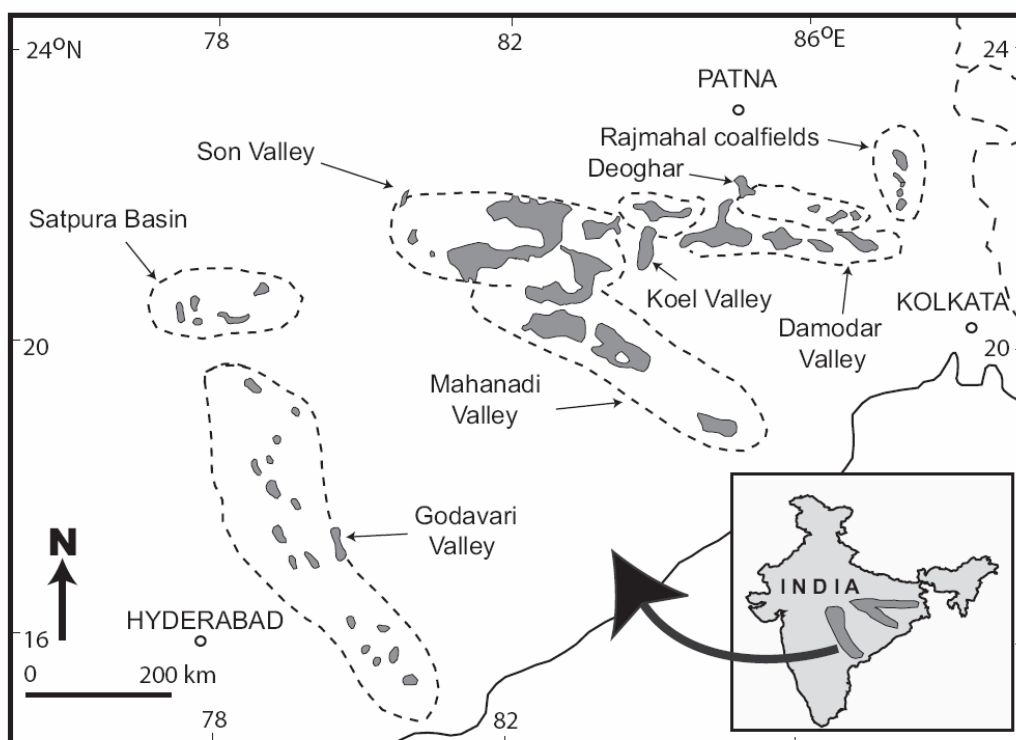 78
82
86°E
24°N
24
PATNA
Rajmahal coalfields
Son Valley
Deoghar
Satpura Basin
Koel Valley
KOLKATA
Damodar
Valley
20
20
Mahanadi
Valley
Godavari
Valley
N
INDIA
HYDERABAD
16
0
200 km
78
82